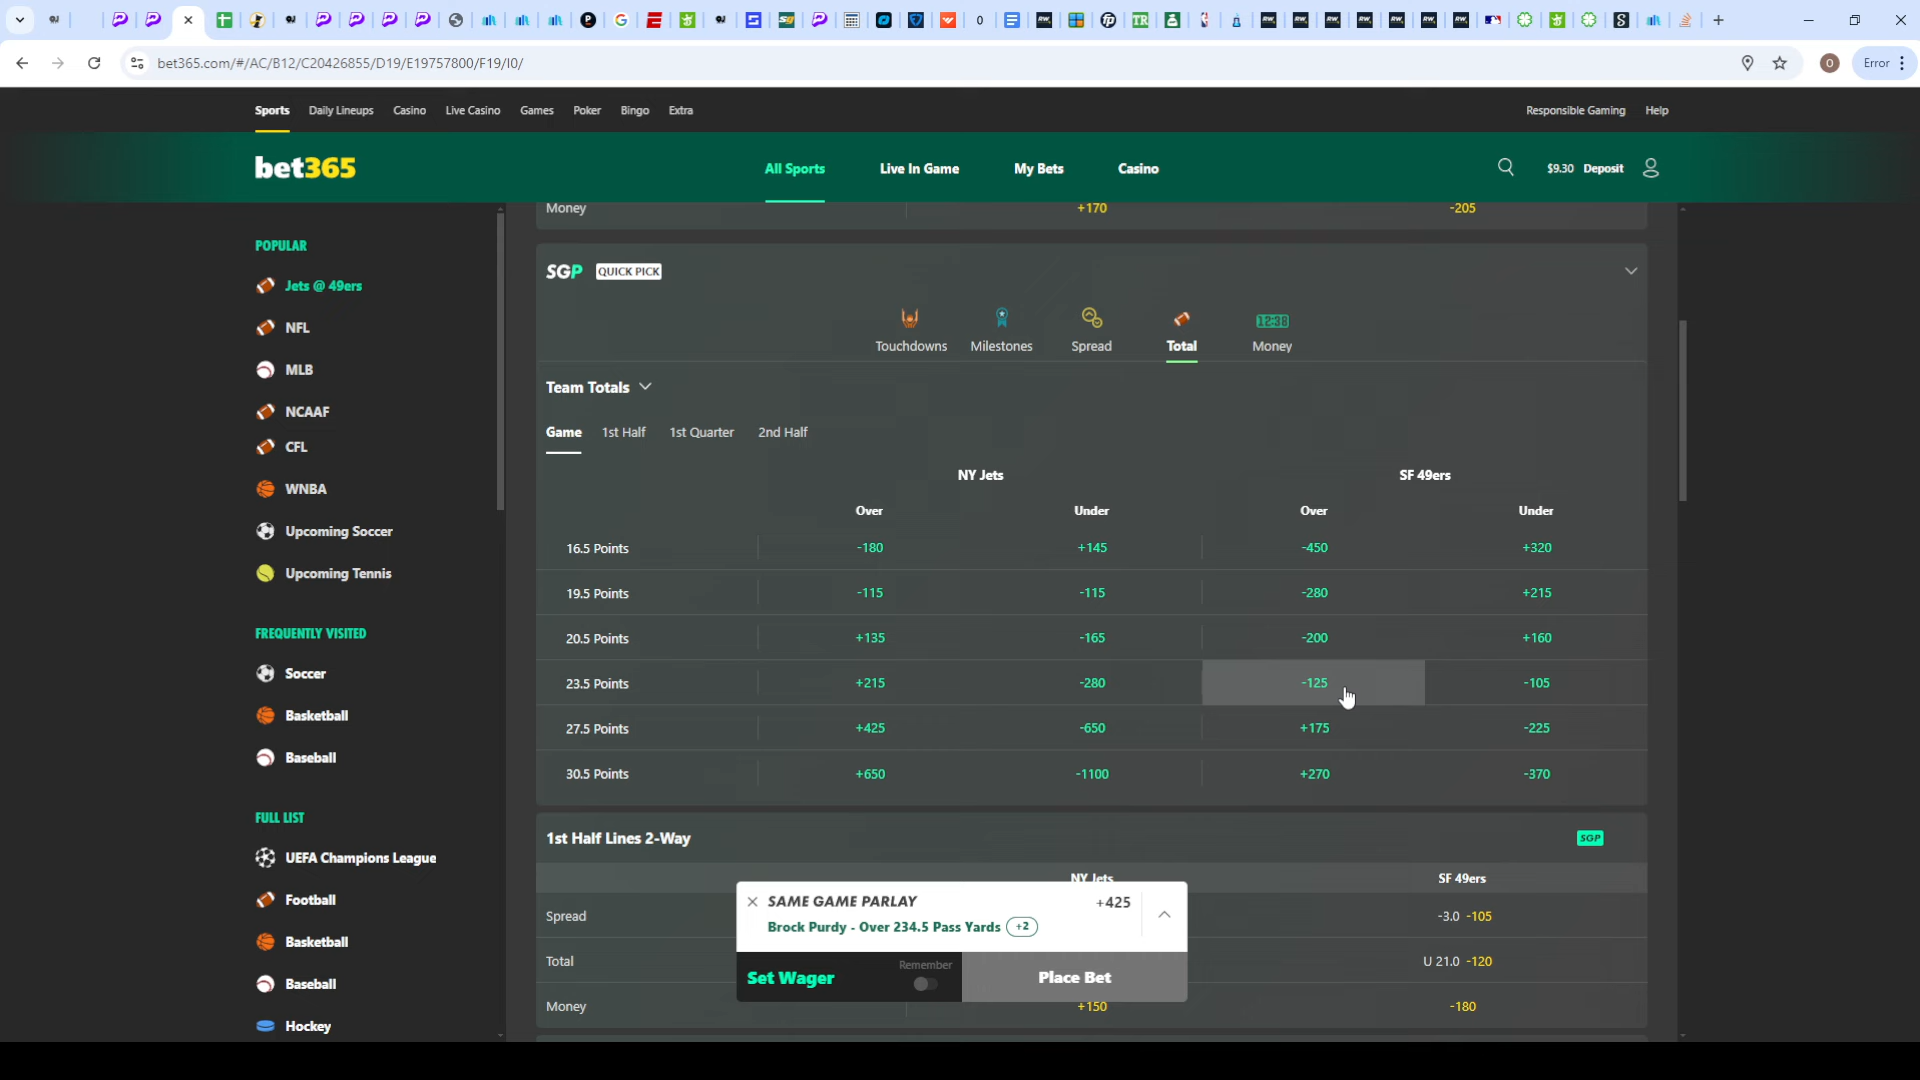 bet365.com/#/AC/B12/C20426855/D19/E19757800/F19/I0/
O
Error
Sports Daily Lineups Casino Live Casino Games Poker Bingo Extra
Responsible Gaming Help
bet365
All Sports Live In Game My Bets Casino
$9.30 Deposit
Money +170 -205
POPULAR
Jets @ 49ers
NFL
MLB
NCAAF
CFL
WNBA
Upcoming Soccer
Upcoming Tennis
FREQUENTLY VISITED
Soccer
Basketball
Baseball
FULL LIST
UEFA Champions League
Football
Basketball
Baseball
Hockey
SGP QUICK PICK
12:38
Touchdowns Milestones Spread Total Money
Team Totals
Game 1st Half 1st Quarter 2nd Half
NY Jets SF 49ers
Over Under Over Under
16.5 Points -180 +145 -450 +320
19.5 Points -115 -115 -280 +215
20.5 Points +135 -165 -200 +160
23.5 Points +215 -280 -125 -105
27.5 Points +425 -650 +175 -225
30.5 Points +650 -1100 +270 -370
1st Half Lines 2-Way SGP
NY Jets SF 49ers
Spread -3.0 -105
Total U 21.0 -120
Money +150 -180
SAME GAME PARLAY +425
Brock Purdy - Over 234.5 Pass Yards +2
Set Wager Remember Place Bet